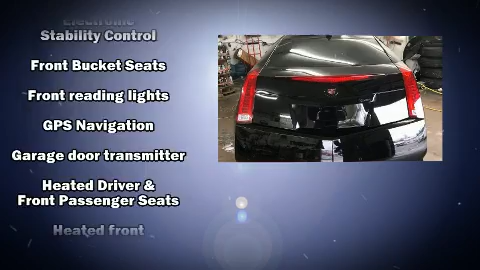 Electronic
Stability Control
Front Bucket Seats
Front reading lights
GPS Navigation
Garage door transmitter
Heated Driver &
Front Passenger Seats
Heated front